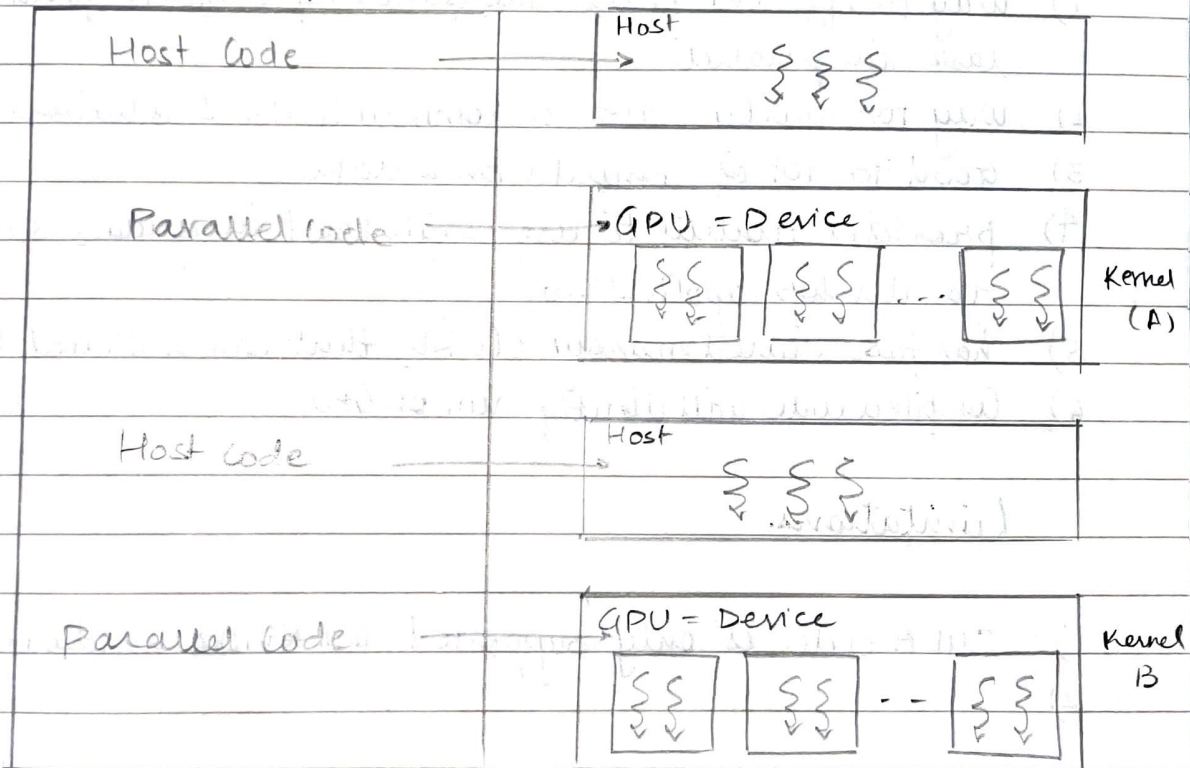 Host Code
Host
Parallel code
GPU = Device
...
Kernel
(A)
Host code
Host
Parallel code
GPU = Device
--
Kernel
B